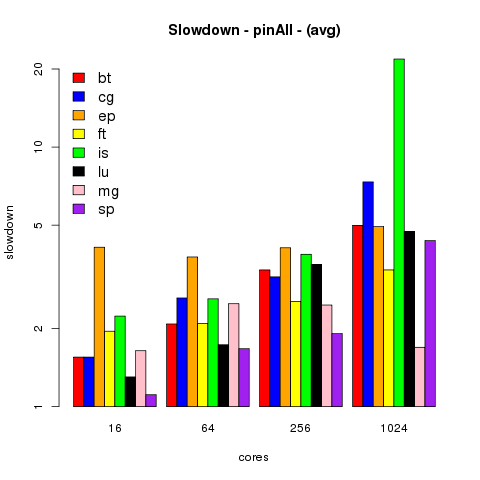 Slowdown - pinAll - (avg)
slowdown
20
10
5
2
1
bt
cg
ep
ft
is
lu
mg
sp
16 64 256 1024
cores